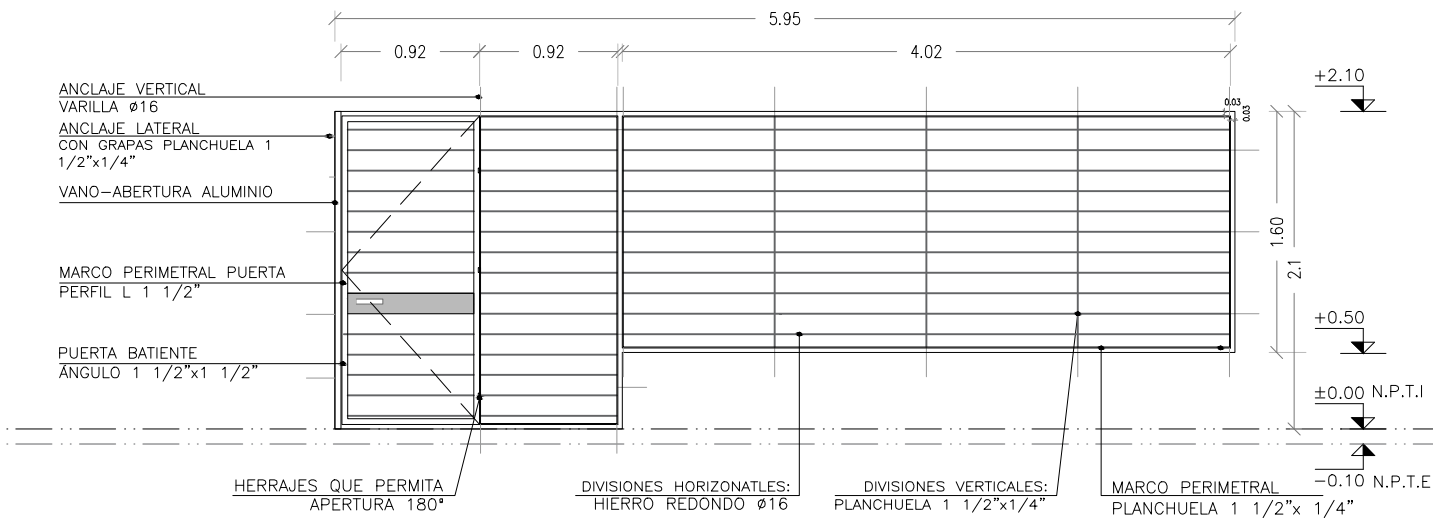 5.95
0.92
0.92
4.02
ANCLAJE VERTICAL
VARILLA ø16
ANCLAJE LATERAL
CON GRAPAS PLANCHUELA 1
1/2"x1/4"
VANO-ABERTURA ALUMINIO
MARCO PERIMETRAL PUERTA
PERFIL L 1 1/2"
PUERTA BATIENTE
ÁNGULO 1 1/2"x1 1/2"
0.03
0.03
+2.10
1.60
2.1
+0.50
±0.00 N.P.T.I
-0.10 N.P.T.E
HERRAJES QUE PERMITA
APERTURA 180°
DIVISIONES HORIZONATLES:
HIERRO REDONDO ø16
DIVISIONES VERTICALES:
PLANCHUELA 1 1/2"x1/4"
MARCO PERIMETRAL
PLANCHUELA 1 1/2"x 1/4"